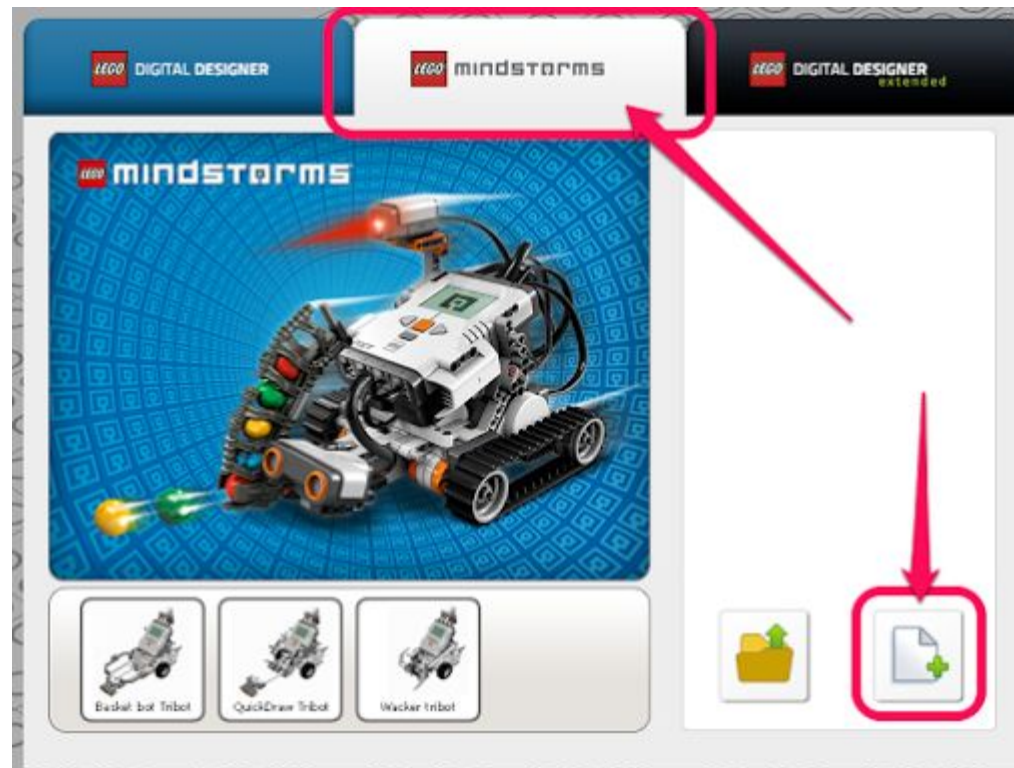 LEGO DIGITAL DESIGNER
LEGO mindstorms
LEGO DIGITAL DESIGNER
extended
LEGO mindstorms
Basket bot Tribot
QuickDraw Tribot
Wacker tribot